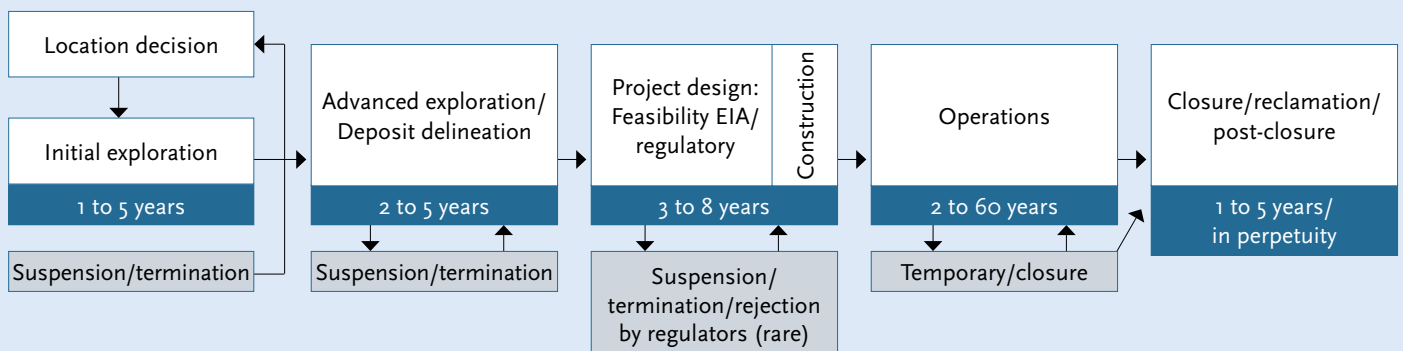 Location decision
Initial exploration
1 to 5 years
Suspension/termination
Advanced exploration/
Deposit delineation
2 to 5 years
Suspension/termination
Project design:
Feasibility EIA/
regulatory
Construction
3 to 8 years
Suspension/
termination/rejection
by regulators (rare)
Operations
2 to 60 years
Temporary/closure
Closure/reclamation/
post-closure
1 to 5 years/
in perpetuity